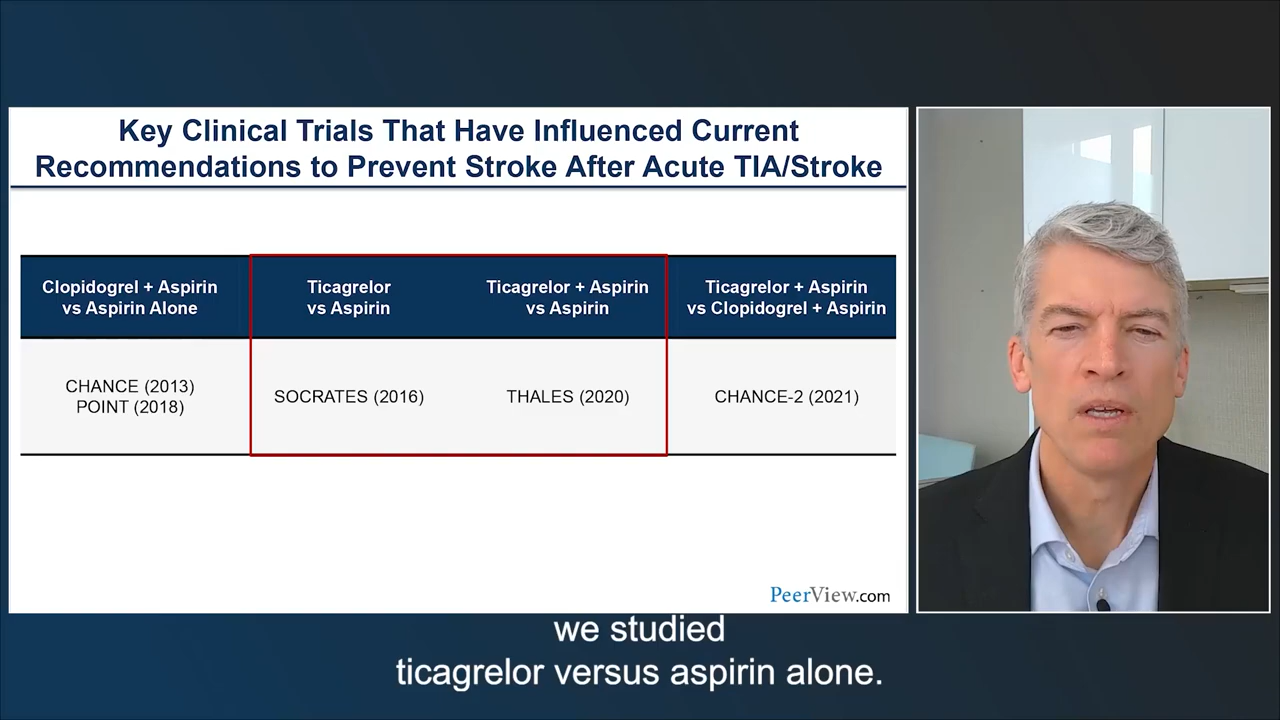 Key Clinical Trials That Have Influenced Current
Recommendations to Prevent Stroke After Acute TIA/Stroke
Clopidogrel + Aspirin
vs Aspirin Alone
Ticagrelor
vs Aspirin
Ticagrelor + Aspirin
vs Aspirin
Ticagrelor + Aspirin
vs Clopidogrel + Aspirin
CHANCE (2013)
POINT (2018)
SOCRATES (2016)
THALES (2020)
CHANCE-2 (2021)
PeerView.com
we studied
ticagrelor versus aspirin alone.